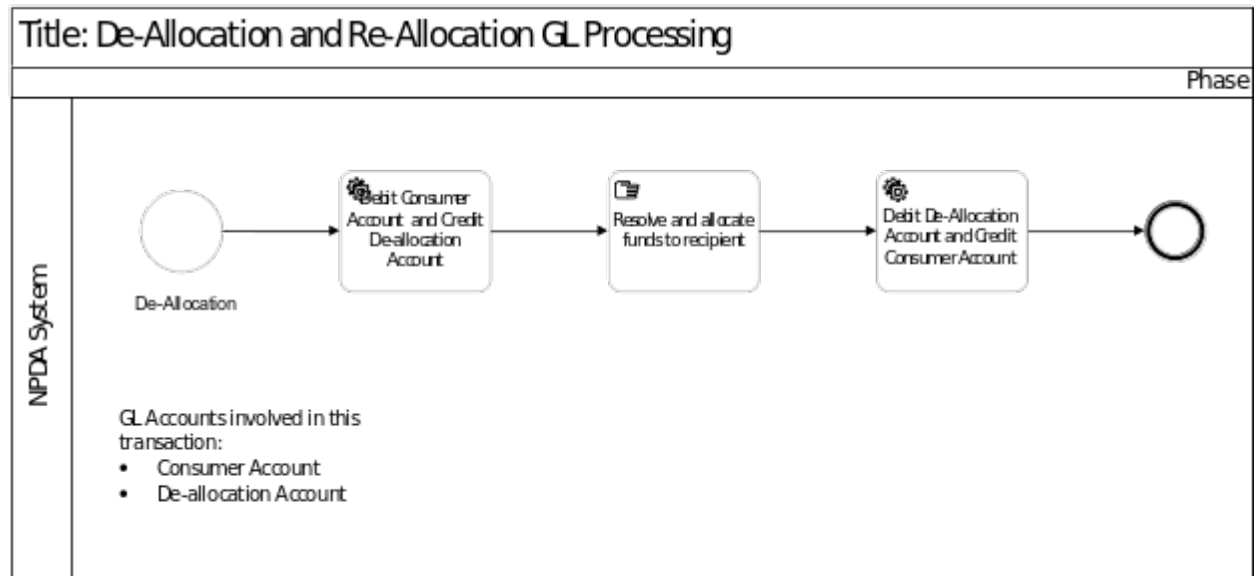 Title: De-Allocation and Re-Allocation GL Processing
Phase
NPDA System
De-Allocation
Debit Consumer
Account and Credit
De-allocation
Account
Resolve and allocate
funds to recipient
Debit De-Allocation
Account and Credit
Consumer Account
GL Accounts involved in this
transaction:
• Consumer Account
• De-allocation Account